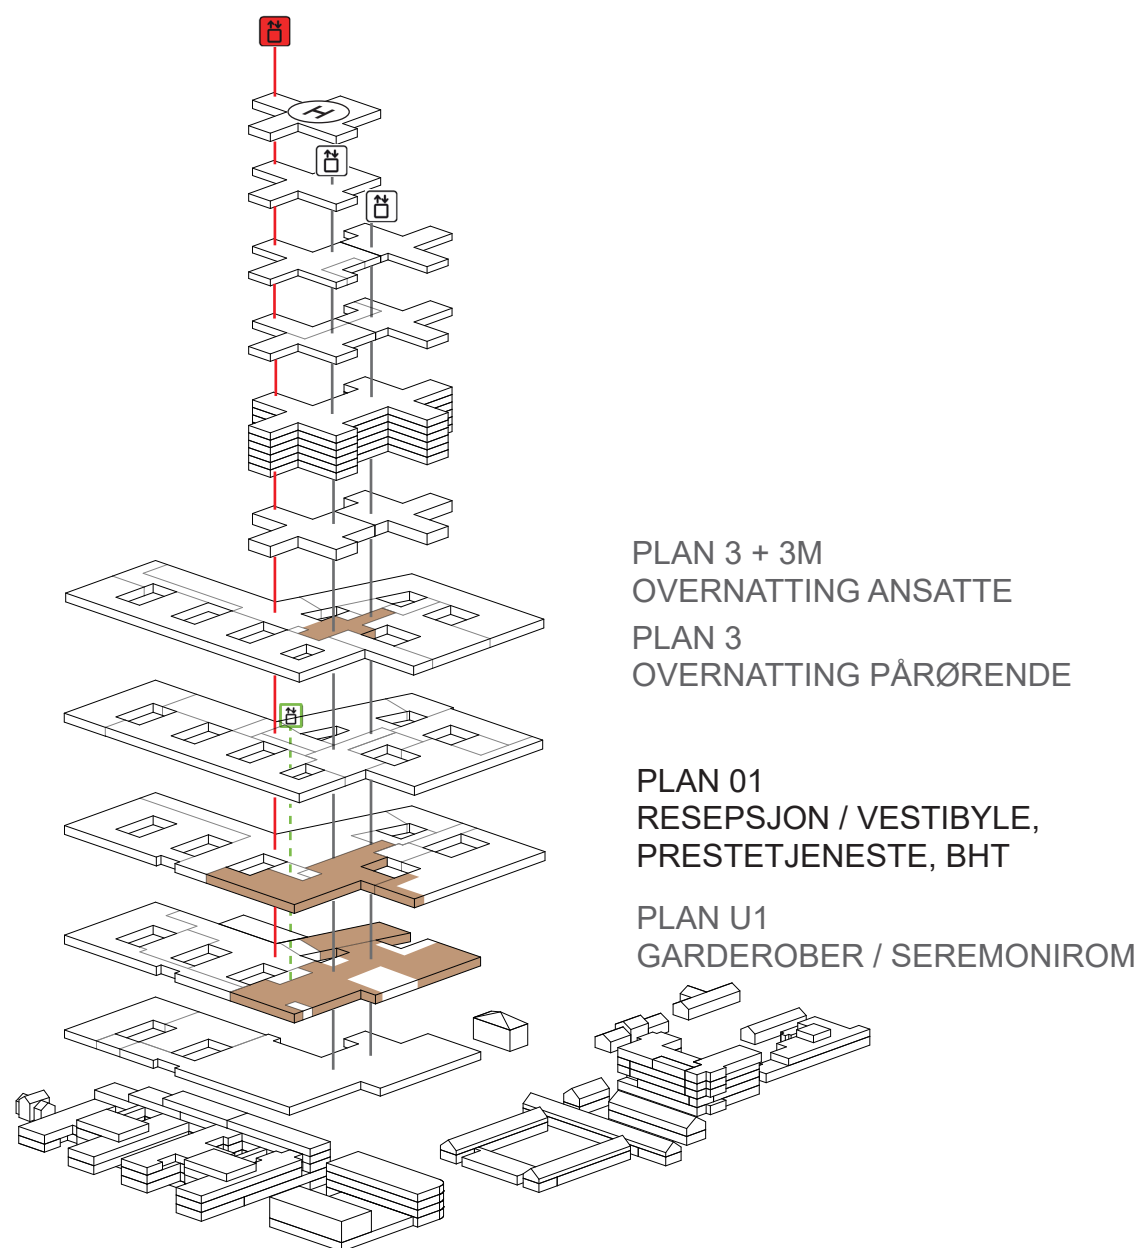 H
PLAN 3 + 3M
OVERNATTING ANSATTE
PLAN 3
OVERNATTING PÅRØRENDE
PLAN 01
RESEPSJON / VESTIBYLE,
PRESTETJENESTE, BHT
PLAN U1
GARDEROBER / SEREMONIROM